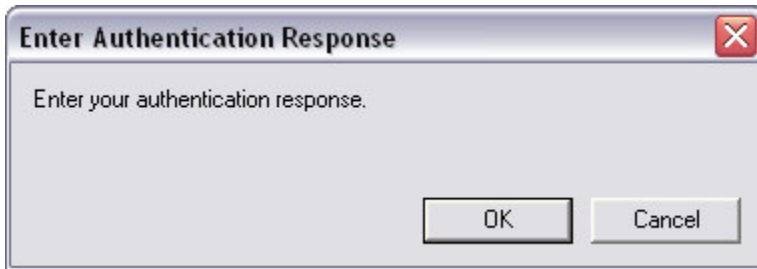 Enter Authentication Response
Enter your authentication response.
OK Cancel